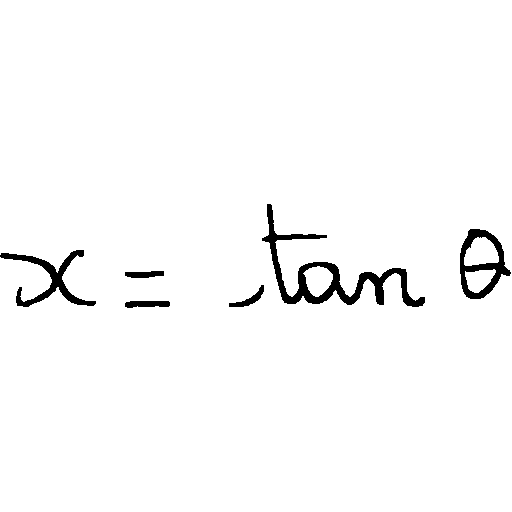 x = tan θ